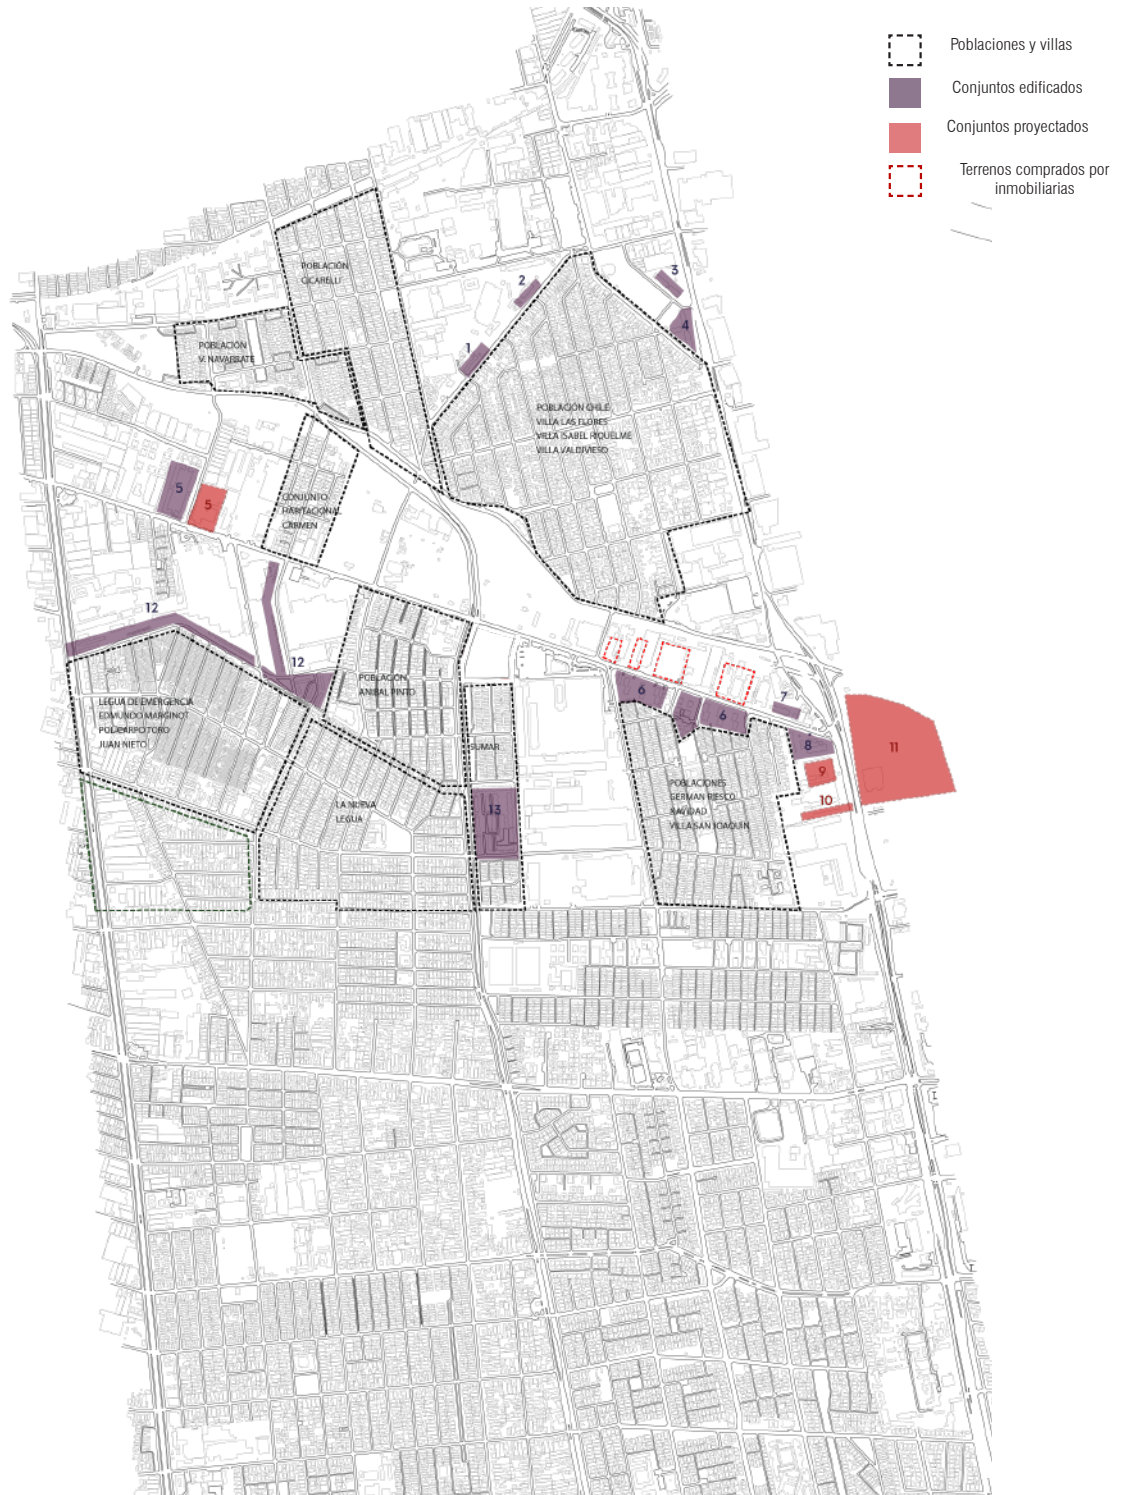 Poblaciones y villas
Conjuntos edificados
Conjuntos proyectados
Terrenos comprados por
inmobiliarias
POBLACIÓN
CICARELLI
3
2
4
POBLACIÓN
V. NAVARRATE
1
POBLACIÓN CHILE
VILLA LAS FLORES
VILLA ISABEL RIQUELME
VILLA VALDIVIESO
5
5
CONJUNTO
HABITACIONAL
CARMEN
12
12
POBLACIÓN
ANIBAL PINTO
6
7
6
LEGUA DE EMERGENCIA
EDMUNDO MARGINOT
POLICARPO TORO
JUAN NIETO
SUMAR
8
11
9
POBLACIONES
GERMAN RIESCO
NAVIDAD
VILLA SAN JOAQUIN
10
LA NUEVA
LEGUA
13